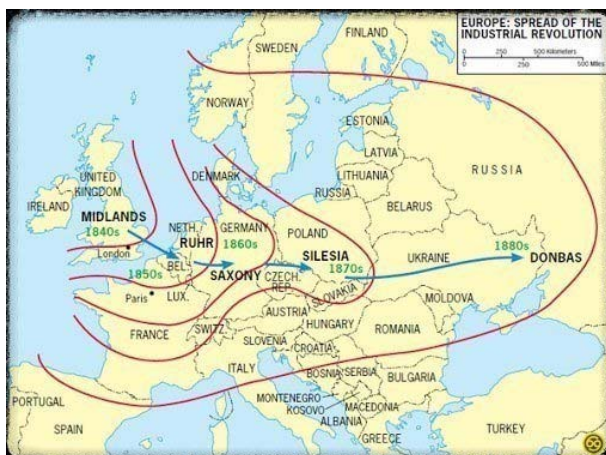 EUROPE: SPREAD OF THE
INDUSTRIAL REVOLUTION
0 250 500 Kilometers
0 250 500 Miles
FINLAND
SWEDEN
NORWAY
ESTONIA
RUSSIA
LATVIA
DENMARK
LITHUANIA
RUSSIA
UNITED
KINGDOM
IRELAND
BELARUS
MIDLANDS
1840s
NETH.
GERMANY
POLAND
RUHR
1860s
London
BEL.
SAXONY
SILESIA
1870s
UKRAINE
1880s
DONBAS
1850s
CZECH.
REP.
Paris
LUX.
SLOVAKIA
MOLDOVA
AUSTRIA
HUNGARY
FRANCE
SWITZ.
SLOVENIA
ROMANIA
CROATIA
ITALY
BOSNIA
SERBIA
BULGARIA
MONTENEGRO
KOSOVO
MACEDONIA
ALBANIA
PORTUGAL
SPAIN
GREECE
TURKEY